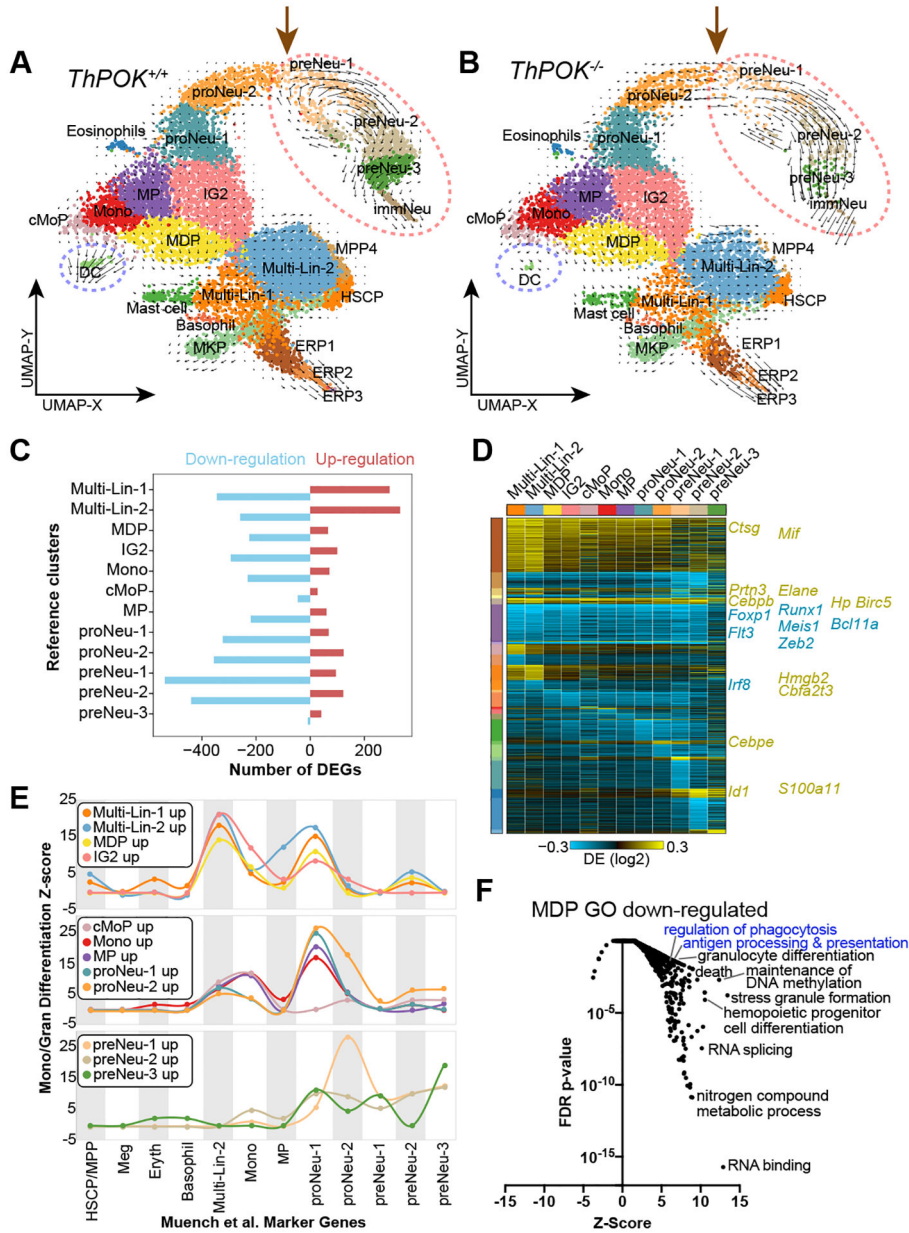 A
ThPOK+/+
preNeu-1
proNeu-2
Eosinophils
proNeu-1
preNeu-2
preNeu-3
immNeu
MP
IG2
Mono
cMoP
MDP
DC
MPP4
Multi-Lin-2
Multi-Lin-1
HSCP
Mast cell
Basophil
MKP
ERP1
ERP2
ERP3
UMAP-Y
UMAP-X
B
ThPOK-/-
preNeu-1
proNeu-2
Eosinophils
proNeu-1
preNeu-2
preNeu-3
immNeu
MP
IG2
Mono
cMoP
MDP
DC
MPP4
Multi-Lin-2
Multi-Lin-1
HSCP
Mast cell
Basophil
MKP
ERP1
ERP2
ERP3
UMAP-Y
UMAP-X
C
Down-regulation Up-regulation
Reference clusters
Multi-Lin-1
Multi-Lin-2
MDP
IG2
Mono
cMoP
MP
proNeu-1
proNeu-2
preNeu-1
preNeu-2
preNeu-3
−400 −200 0 200
Number of DEGs
D
Multi-Lin-1
Multi-Lin-2
MDP
IG2
cMoP
Mono
MP
proNeu-1
proNeu-2
preNeu-1
preNeu-2
preNeu-3
Ctsg Mif
Prtn3 Elane
Cebpb Hp Birc5
Foxp1 Runx1
Meis1 Bcl11a
Flt3
Zeb2
Irf8 Hmgb2
Cbfa2t3
Cebpe
Id1 S100a11
−0.3 0.3
DE (log2)
E
Mono/Gran Differentiation Z-score
25
15
5
-5
Multi-Lin-1 up
Multi-Lin-2 up
MDP up
IG2 up
25
15
5
-5
cMoP up
Mono up
MP up
proNeu-1 up
proNeu-2 up
25
15
5
-5
preNeu-1 up
preNeu-2 up
preNeu-3 up
HSCP/MPP
Meg
Eryth
Basophil
Multi-Lin-2
Mono
MP
proNeu-1
proNeu-2
preNeu-1
preNeu-2
preNeu-3
Muench et al. Marker Genes
F
MDP GO down-regulated
regulation of phagocytosis
antigen processing & presentation
granulocyte differentiation
death
maintenance of
DNA methylation
stress granule formation
hemopoietic progenitor
cell differentiation
RNA splicing
nitrogen compound
metabolic process
RNA binding
FDR p-value
10-5
10-10
10-15
-15 -10 -5 0 5 10 15
Z-Score